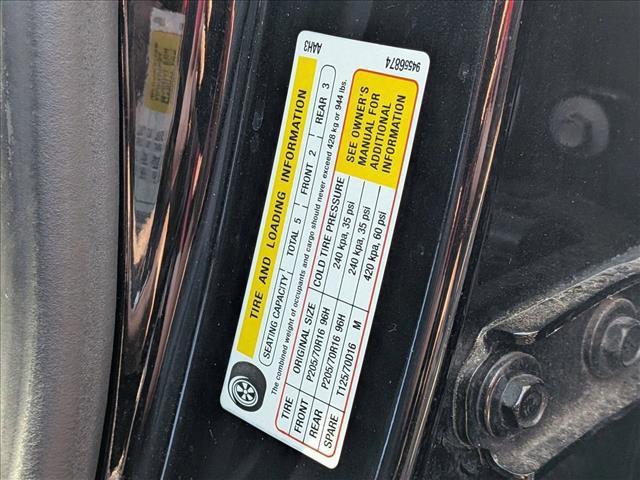 AAH3
94556874
TIRE AND LOADING INFORMATION
SEATING CAPACITY TOTAL 5 FRONT 2 REAR 3
The combined weight of occupants and cargo should never exceed 428 kg or 944 lbs.
TIRE ORIGINAL SIZE COLD TIRE PRESSURE
FRONT P205/70R16 96H 240 kpa, 35 psi
REAR P205/70R16 96H 240 kpa, 35 psi
SPARE T125/70D16 M 420 kpa, 60 psi
SEE OWNER'S
MANUAL FOR
ADDITIONAL
INFORMATION